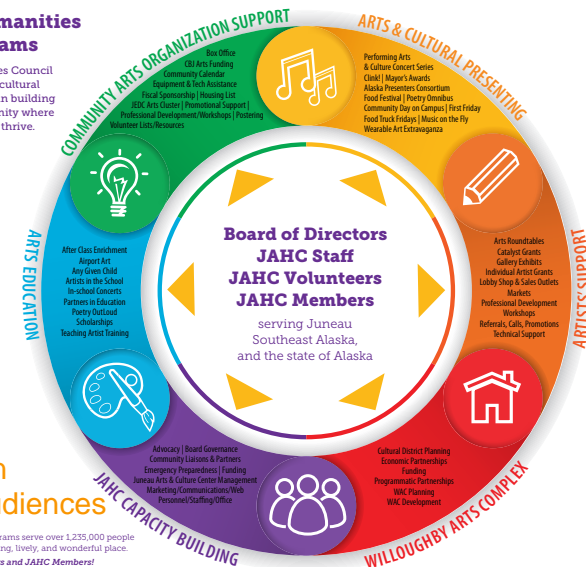 manities
ams
es Council
cultural
n building
nity where
thrive.
COMMUNITY ARTS ORGANIZATION SUPPORT
Box Office
CBJ Arts Funding
Community Calendar
Equipment & Tech Assistance
Fiscal Sponsorship | Housing List
JEDC Arts Cluster | Promotional Support |
Professional Development/Workshops | Postering
Volunteer Lists/Resources
ARTS & CULTURAL PRESENTING
Performing Arts
& Culture Concert Series
Clink! | Mayor's Awards
Alaska Presenters Consortium
Food Festival | Poetry Omnibus
Community Day on Campus | First Friday
Food Truck Fridays | Music on the Fly
Wearable Art Extravaganza
ARTS EDUCATION
After Class Enrichment
Airport Art
Any Given Child
Artists in the School
In-school Concerts
Partners in Education
Poetry OutLoud
Scholarships
Teaching Artist Training
Board of Directors
JAHC Staff
JAHC Volunteers
JAHC Members
serving Juneau
Southeast Alaska,
and the state of Alaska
ARTISTS' SUPPORT
Arts Roundtables
Catalyst Grants
Gallery Exhibits
Individual Artist Grants
Lobby Shop & Sales Outlets
Markets
Professional Development
Workshops
Referrals, Calls, Promotions
Technical Support
JAHC CAPACITY BUILDING
Advocacy | Board Governance
Community Liaisons & Partners
Emergency Preparedness | Funding
Juneau Arts & Culture Center Management
Marketing/Communications/Web
Personnel/Staffing/Office
WILLOUGHBY ARTS COMPLEX
Cultural District Planning
Economic Partnerships
Funding
Programmatic Partnerships
WAC Planning
WAC Development
n
udiences
rams serve over 1,235,000 people
ng, lively, and wonderful place.
s and JAHC Members!